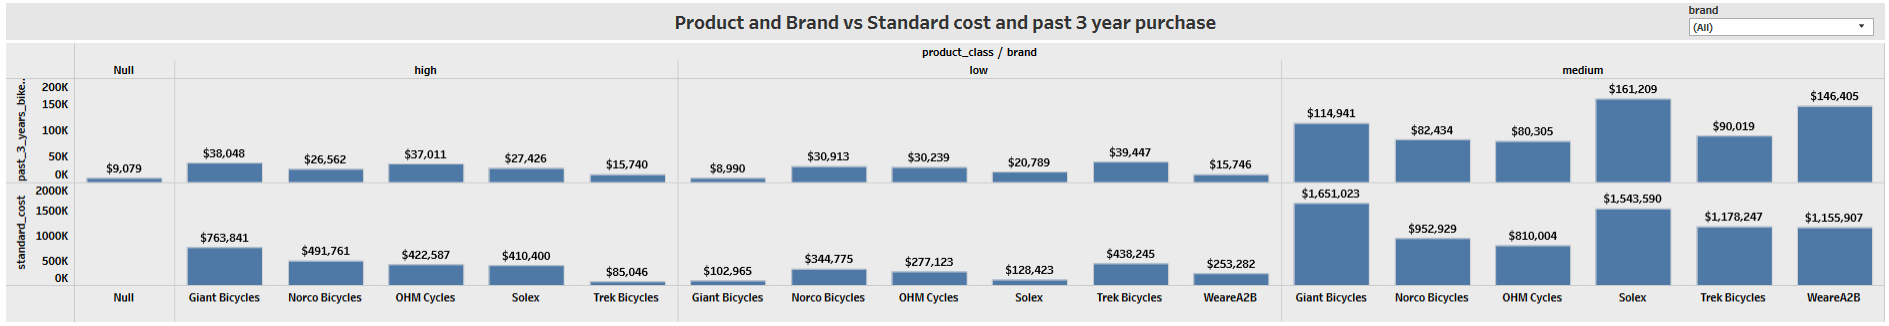 Product and Brand vs Standard cost and past 3 year purchase
brand
(All)
product_class / brand
Null high low medium
past_3_years_bike..
200K
150K
100K
50K
0K
$9,079 $38,048 $26,562 $37,011 $27,426 $15,740 $8,990 $30,913 $30,239 $20,789 $39,447 $15,746 $114,941 $82,434 $80,305 $161,209 $90,019 $146,405
standard_cost
2000K
1500K
1000K
500K
0K
$763,841 $491,761 $422,587 $410,400 $85,046 $102,965 $344,775 $277,123 $128,423 $438,245 $253,282 $1,651,023 $952,929 $810,004 $1,543,590 $1,178,247 $1,155,907
Null Giant Bicycles Norco Bicycles OHM Cycles Solex Trek Bicycles Giant Bicycles Norco Bicycles OHM Cycles Solex Trek Bicycles WeareA2B Giant Bicycles Norco Bicycles OHM Cycles Solex Trek Bicycles WeareA2B